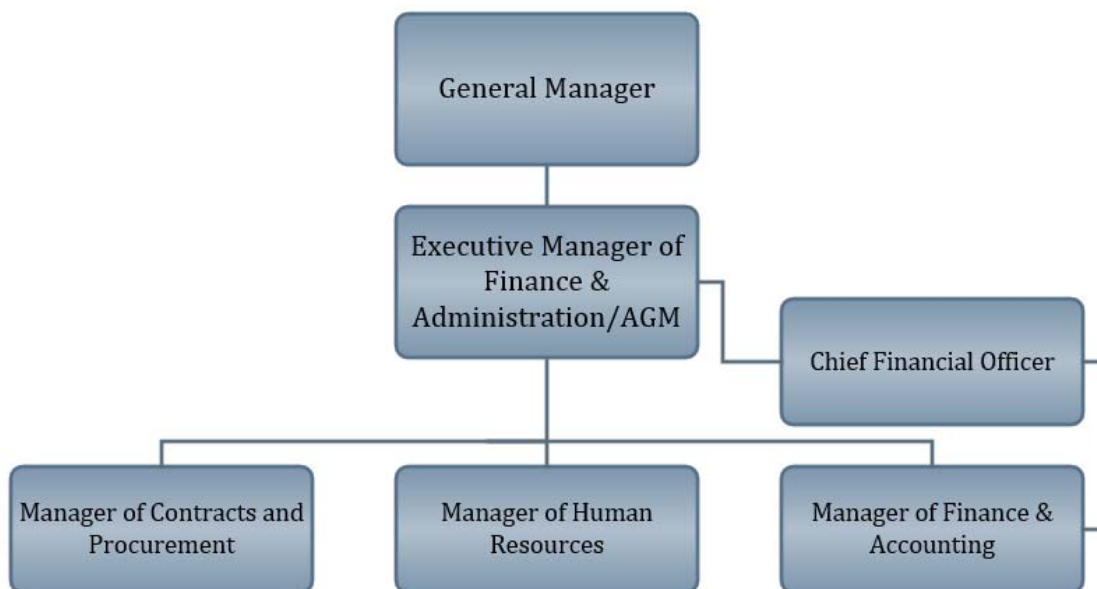 General Manager
Executive Manager of
Finance &
Administration/AGM
Chief Financial Officer
Manager of Contracts and
Procurement
Manager of Human
Resources
Manager of Finance &
Accounting